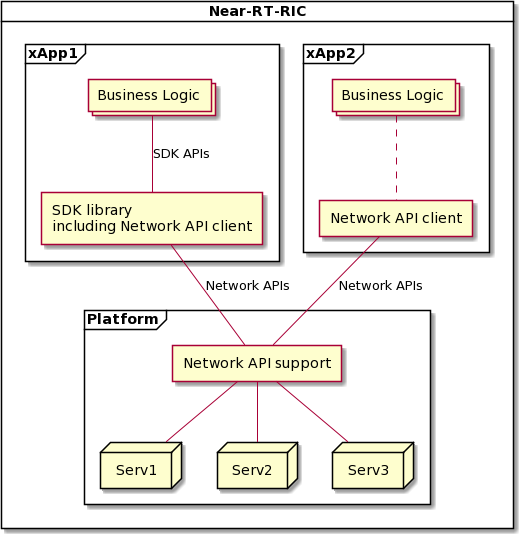 Near-RT-RIC
xApp1
xApp2
Business Logic
Business Logic
SDK APIs
SDK library
including Network API client
Network API client
Network APIs
Network APIs
Platform
Network API support
Serv1
Serv2
Serv3